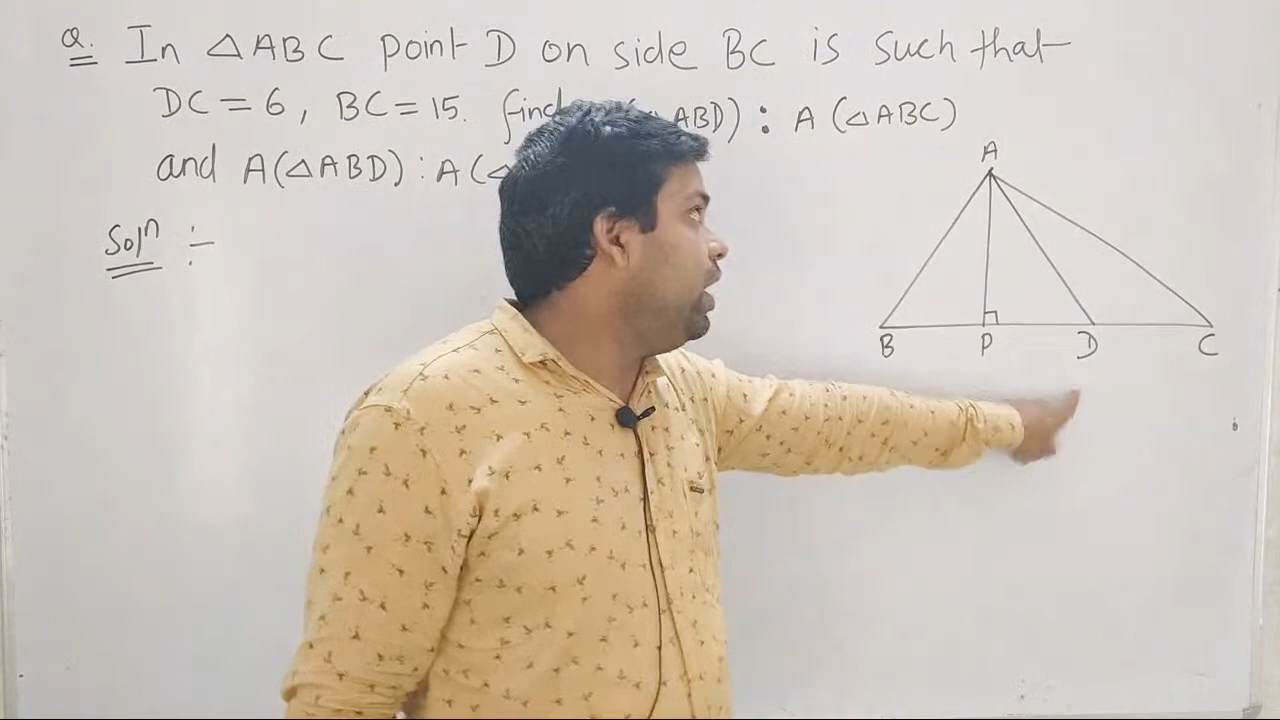 Q. In △ABC point D on side BC is such that
DC = 6, BC = 15. find ABD) : A (△ABC)
and A(△ABD) : A (△
Solⁿ :-
A
B P D C